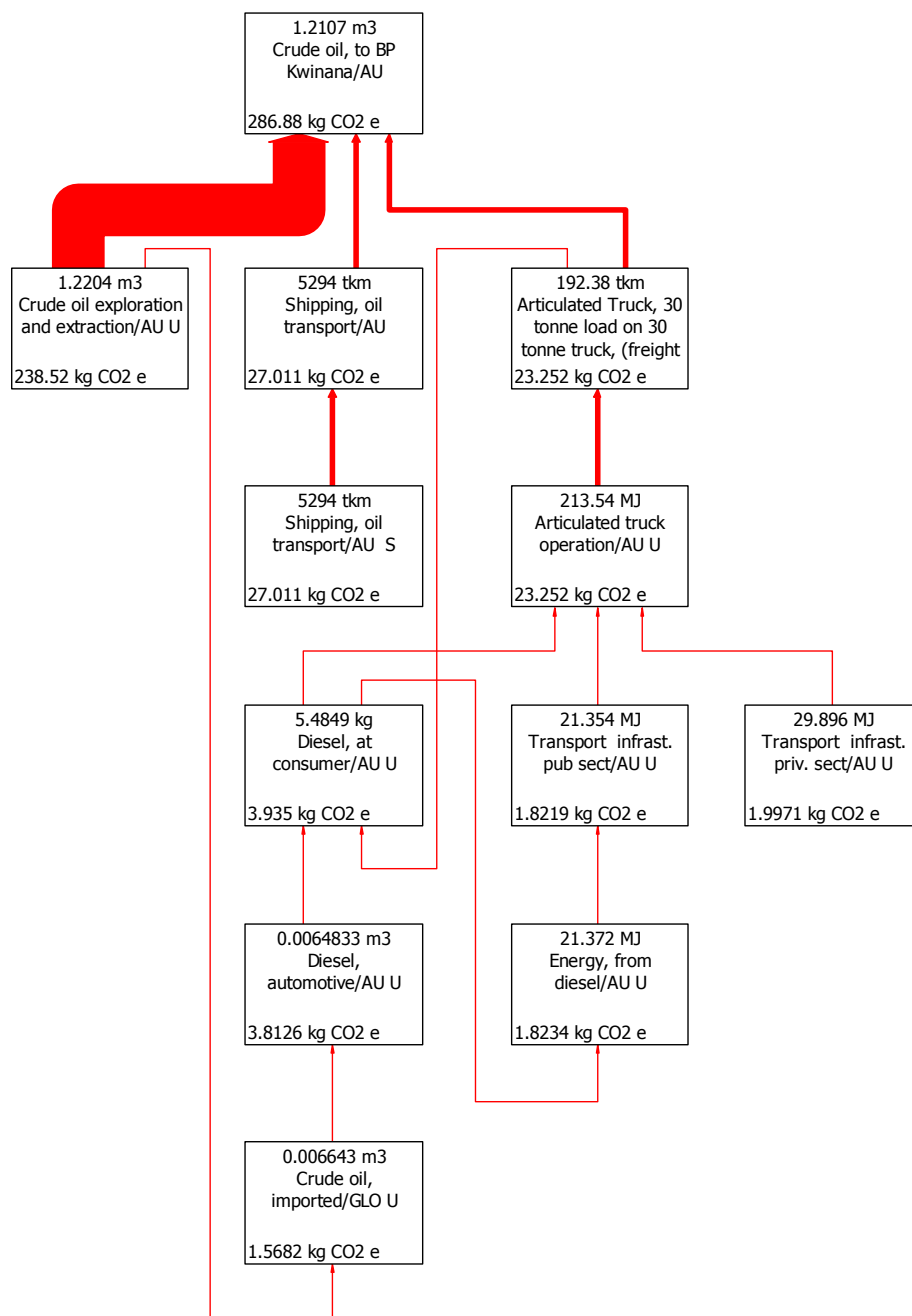 1.2107 m3
Crude oil, to BP
Kwinana/AU
286.88 kg CO2 e
1.2204 m3
Crude oil exploration
and extraction/AU U
238.52 kg CO2 e
5294 tkm
Shipping, oil
transport/AU
27.011 kg CO2 e
192.38 tkm
Articulated Truck, 30
tonne load on 30
tonne truck, (freight
23.252 kg CO2 e
5294 tkm
Shipping, oil
transport/AU  S
27.011 kg CO2 e
213.54 MJ
Articulated truck
operation/AU U
23.252 kg CO2 e
5.4849 kg
Diesel, at
consumer/AU U
3.935 kg CO2 e
21.354 MJ
Transport  infrast.
pub sect/AU U
1.8219 kg CO2 e
29.896 MJ
Transport  infrast.
priv. sect/AU U
1.9971 kg CO2 e
0.0064833 m3
Diesel,
automotive/AU U
3.8126 kg CO2 e
21.372 MJ
Energy, from
diesel/AU U
1.8234 kg CO2 e
0.006643 m3
Crude oil,
imported/GLO U
1.5682 kg CO2 e